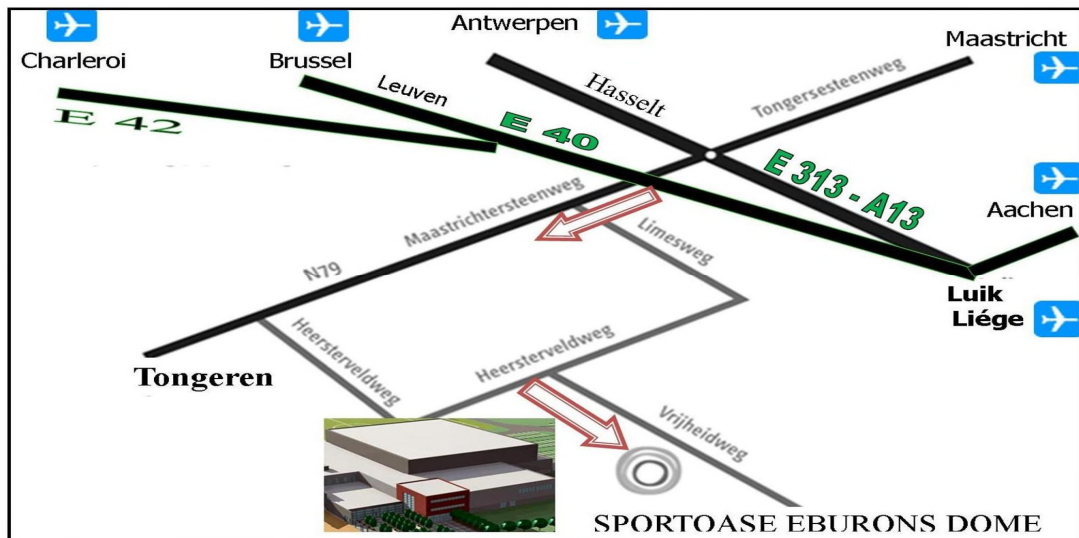 Antwerpen
Maastricht
Charleroi
Brussel
Leuven
Hasselt
Tongersesteenweg
E 42
E 40
E 313 - A13
Aachen
Maastrichtersteenweg
Limesweg
N79
Luik
Liége
Heersterveldweg
Heersterveldweg
Tongeren
Vrijheidweg
SPORTOASE EBURONS DOME